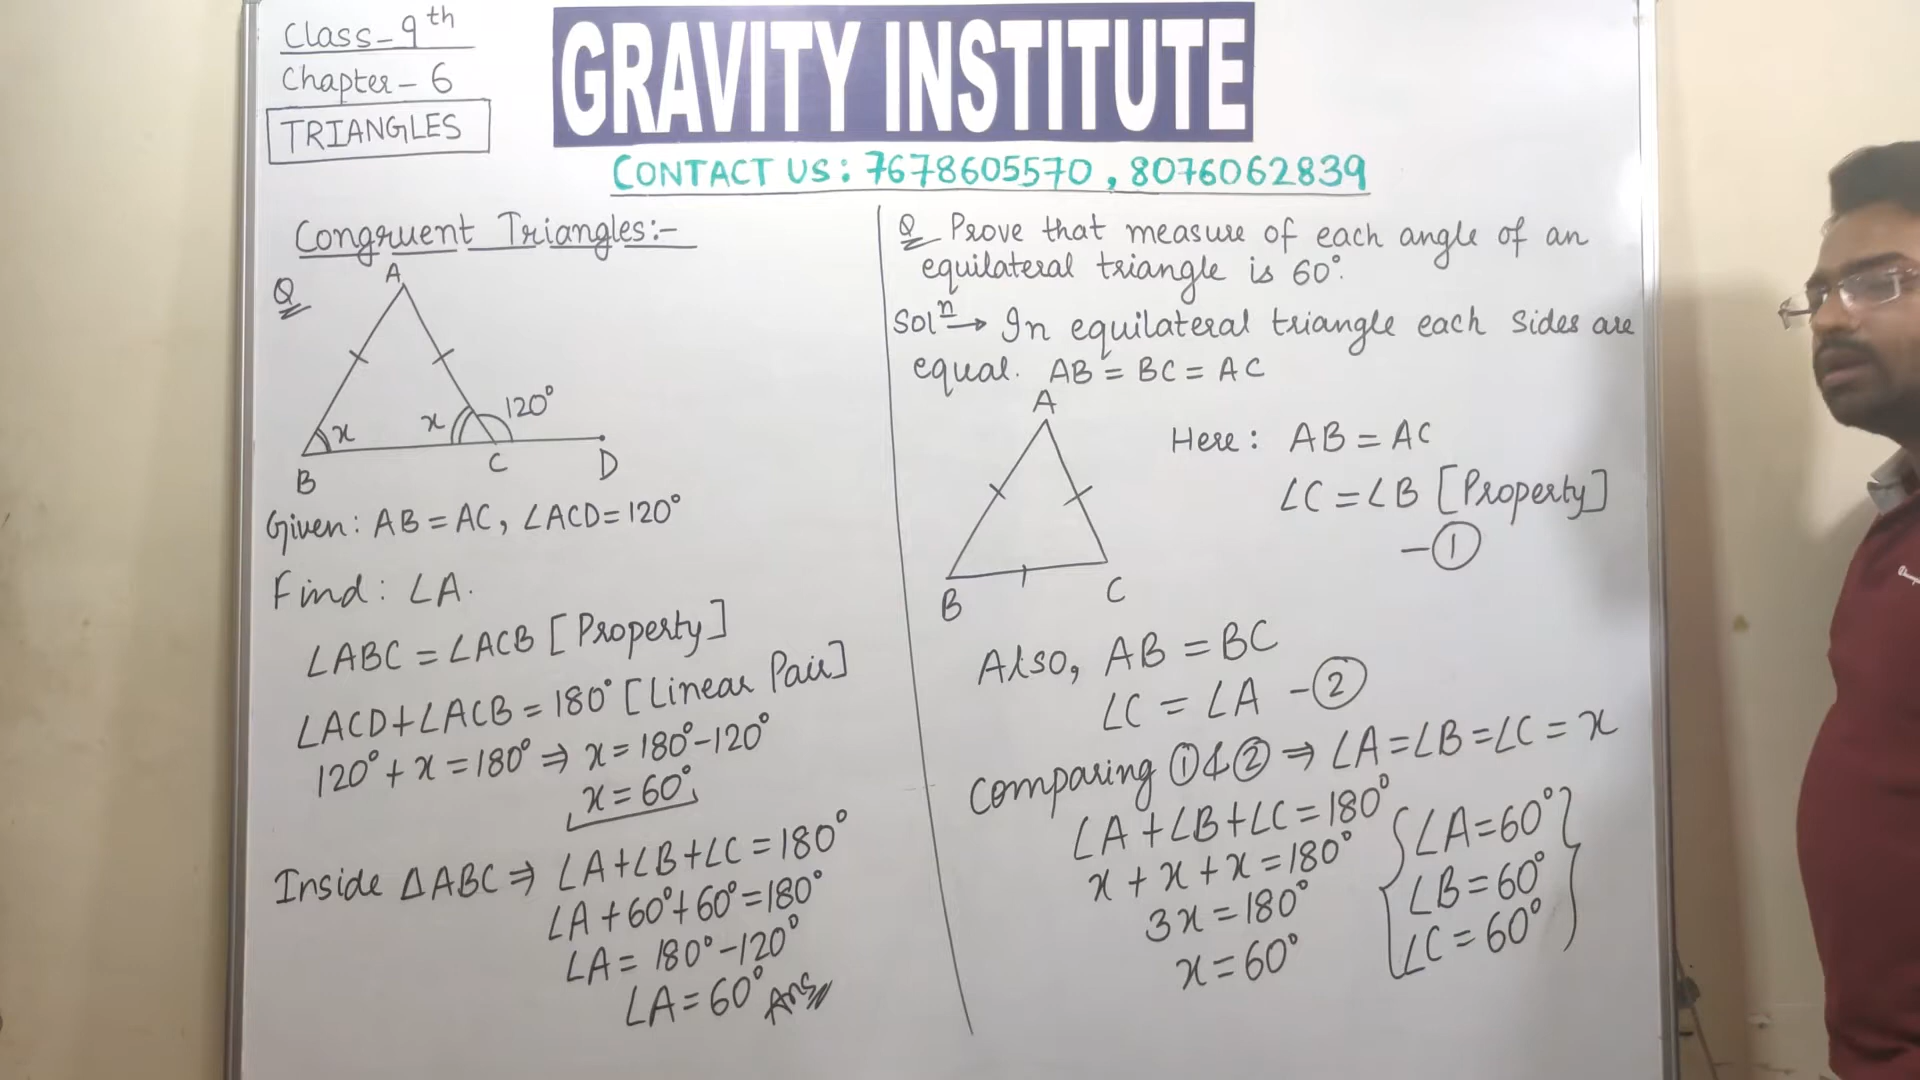 Class-9th
Chapter-6
TRIANGLES
GRAVITY INSTITUTE
CONTACT US: 7678605570, 8076062839
Congruent Triangles:-
Q
A
x
x
120°
B
C
D
Given: AB = AC, ∠ACD = 120°
Find: ∠A.
∠ABC = ∠ACB [Property]
∠ACD + ∠ACB = 180° [Linear Pair]
120° + x = 180° ⇒ x = 180° - 120°
x = 60°
Inside △ABC ⇒ ∠A + ∠B + ∠C = 180°
∠A + 60° + 60° = 180°
∠A = 180° - 120°
∠A = 60° Ans
Q Prove that measure of each angle of an
equilateral triangle is 60°.
Solⁿ → In equilateral triangle each sides are
equal. AB = BC = AC
A
B
C
Here: AB = AC
∠C = ∠B [Property]
- ①
Also, AB = BC
∠C = ∠A - ②
Comparing ① & ② ⇒ ∠A = ∠B = ∠C = x
∠A + ∠B + ∠C = 180°
x + x + x = 180°
3x = 180°
x = 60°
∠A = 60°
∠B = 60°
∠C = 60°